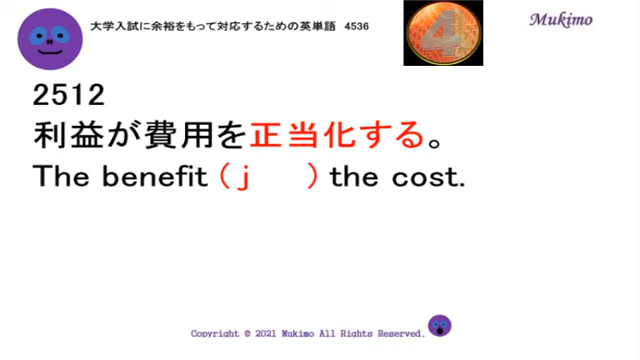 大学入試に余裕をもって対応するための英単語 4536
Mukimo
4
2512
利益が費用を正当化する。
The benefit ( j ) the cost.
Copyright © 2021 Mukimo All Rights Reserved.